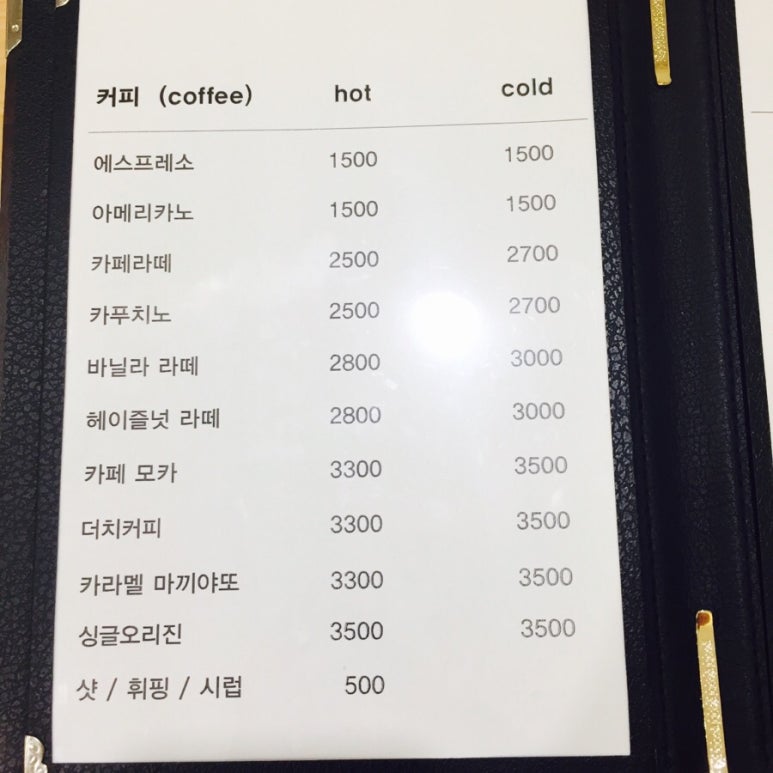 커피 (coffee) hot cold
에스프레소 1500 1500
아메리카노 1500 1500
카페라떼 2500 2700
카푸치노 2500 2700
바닐라 라떼 2800 3000
헤이즐넛 라떼 2800 3000
카페 모카 3300 3500
더치커피 3300 3500
카라멜 마끼야또 3300 3500
싱글오리진 3500 3500
샷 / 휘핑 / 시럽 500